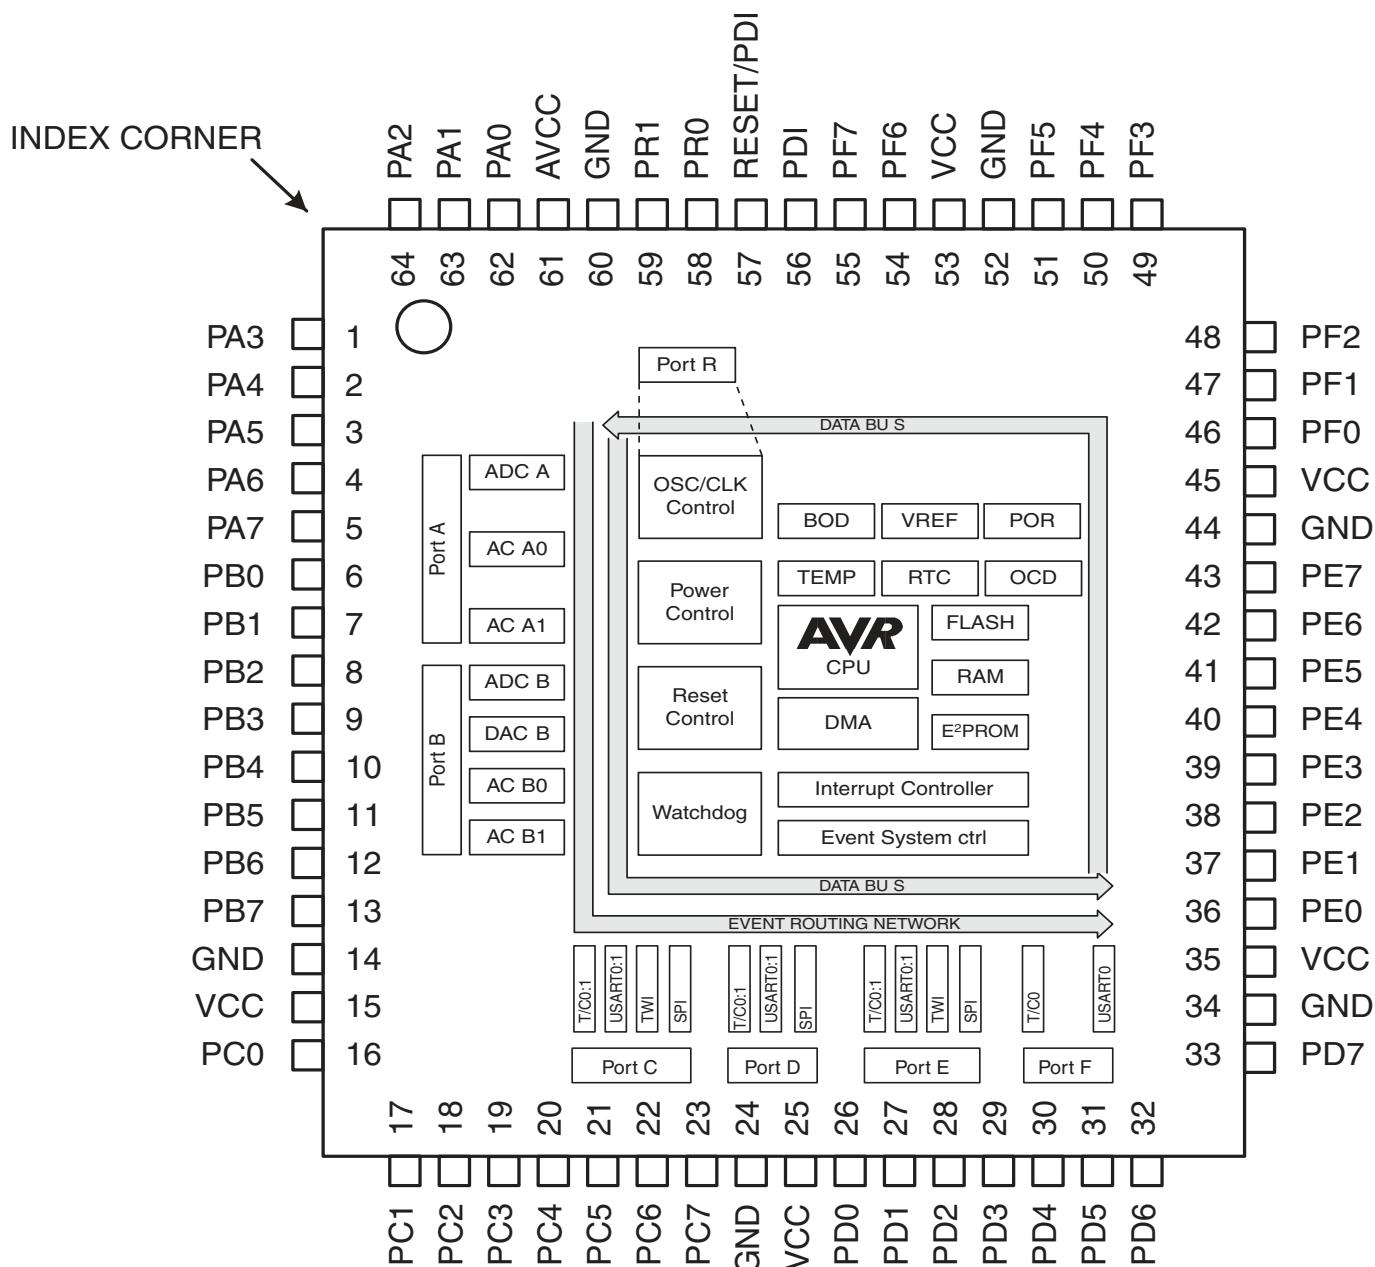 INDEX CORNER
PA2
PA1
PA0
AVCC
GND
PR1
PR0
RESET/PDI
PDI
PF7
PF6
VCC
GND
PF5
PF4
PF3
64
63
62
61
60
59
58
57
56
55
54
53
52
51
50
49
PA3 1
PA4 2
PA5 3
PA6 4
PA7 5
PB0 6
PB1 7
PB2 8
PB3 9
PB4 10
PB5 11
PB6 12
PB7 13
GND 14
VCC 15
PC0 16
Port R
DATA BU S
Port A
ADC A
AC A0
AC A1
Port B
ADC B
DAC B
AC B0
AC B1
OSC/CLK
Control
Power
Control
Reset
Control
Watchdog
BOD
VREF
POR
TEMP
RTC
OCD
AVR
CPU
FLASH
RAM
DMA
E²PROM
Interrupt Controller
Event System ctrl
DATA BU S
EVENT ROUTING NETWORK
T/C0:1
USART0:1
TWI
SPI
T/C0:1
USART0:1
SPI
T/C0:1
USART0:1
TWI
SPI
T/C0
USART0
Port C
Port D
Port E
Port F
48 PF2
47 PF1
46 PF0
45 VCC
44 GND
43 PE7
42 PE6
41 PE5
40 PE4
39 PE3
38 PE2
37 PE1
36 PE0
35 VCC
34 GND
33 PD7
17
18
19
20
21
22
23
24
25
26
27
28
29
30
31
32
PC1
PC2
PC3
PC4
PC5
PC6
PC7
GND
VCC
PD0
PD1
PD2
PD3
PD4
PD5
PD6